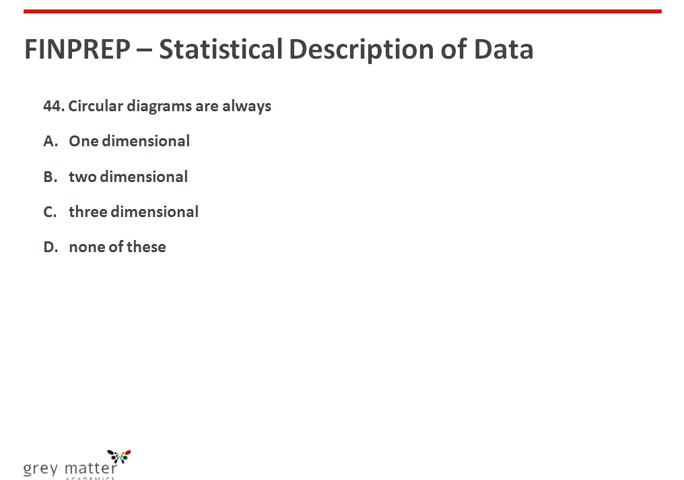 FINPREP – Statistical Description of Data
44. Circular diagrams are always
A. One dimensional
B. two dimensional
C. three dimensional
D. none of these
grey matter
ACADEMICS